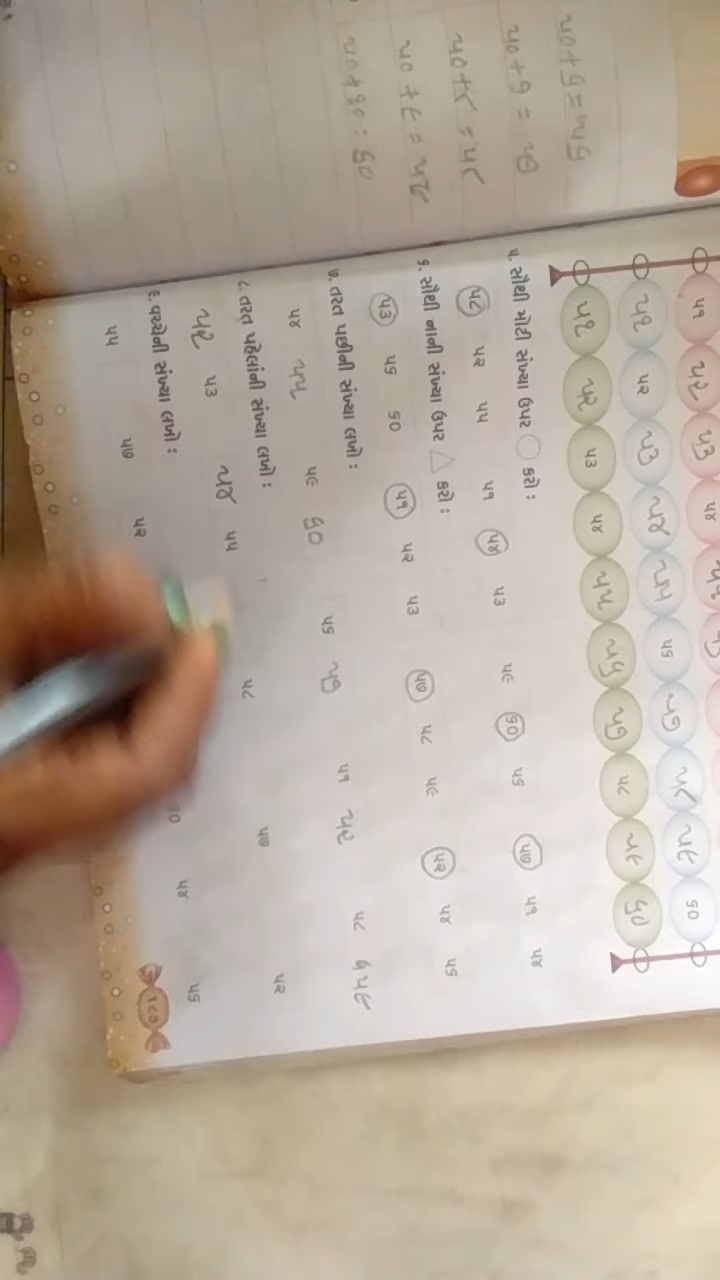 ૫૦+૬=૫૬
૫૦+૭ = ૫૭
૫૦+૮ =૫૮
૫૦+૯ = ૫૯
૫૦+૧૦ = ૬૦
૫૧ ૫૨ ૫૩ ૫૪ ૫૫
૫૧ ૫૨ ૫૩ ૫૪ ૫૫ ૫૬ ૫૭ ૫૮ ૫૯ ૬૦
૫૧ ૫૨ ૫૩ ૫૪ ૫૫ ૫૬ ૫૭ ૫૮ ૫૯ ૬૦
૫. સૌથી મોટી સંખ્યા ઉપર ○ કરો :
૫૮ ૫૨ ૫૫ ૫૧ ૫૪ ૫૩ ૫૯ ૬૦ ૫૬ ૫૭ ૫૧ ૫૪
૬. સૌથી નાની સંખ્યા ઉપર △ કરો :
૫૩ ૫૬ ૬૦ ૫૧ ૫૨ ૫૩ ૫૭ ૫૮ ૫૯ ૫૨ ૫૪ ૫૬
૭. તરત પછીની સંખ્યા લખો :
૫૪ ૫૫ ૫૯ ૬૦ ૫૬ ૫૭ ૫૧ ૫૨ ૫૮ ૫૯
૮. તરત પહેલાંની સંખ્યા લખો :
૫૨ ૫૩ ૫૪ ૫૫ ૫૮ ૫૭ ૫૨
૯. વચ્ચેની સંખ્યા લખો :
૫૫ ૫૭ ૫૨ ૫૪ ૫૬